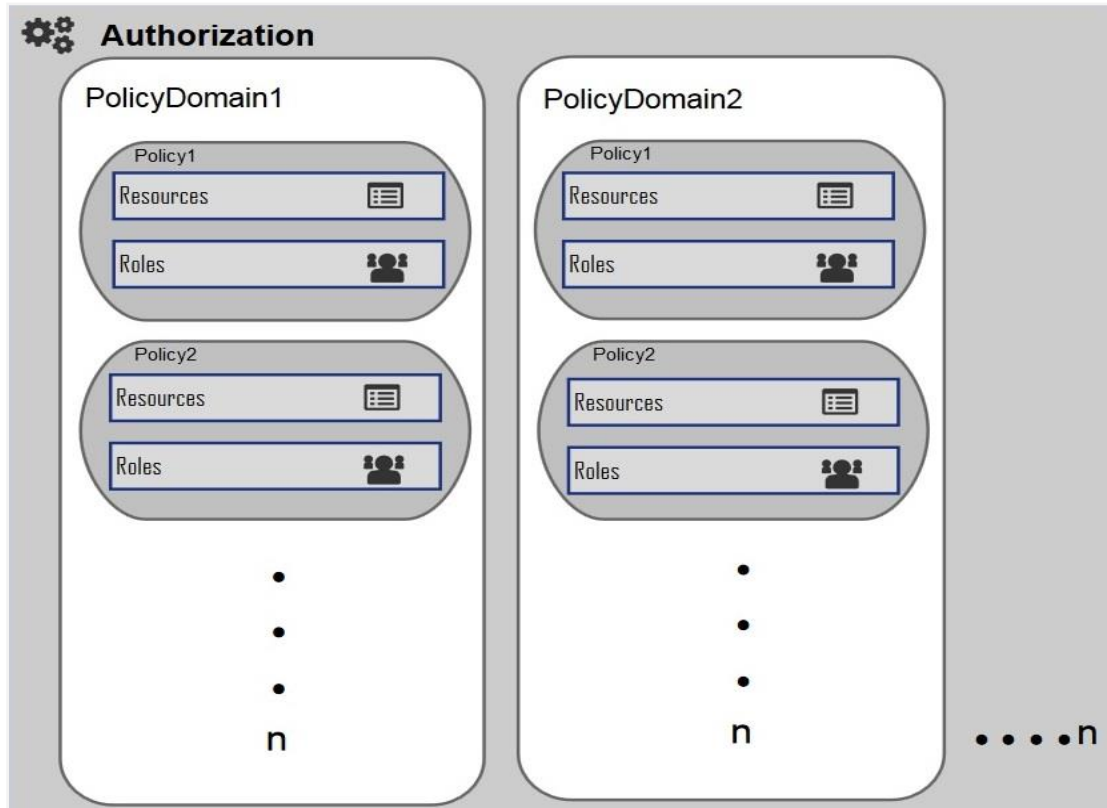 Authorization
PolicyDomain1
Policy1
Resources
Roles
Policy2
Resources
Roles
n
PolicyDomain2
Policy1
Resources
Roles
Policy2
Resources
Roles
n
....n